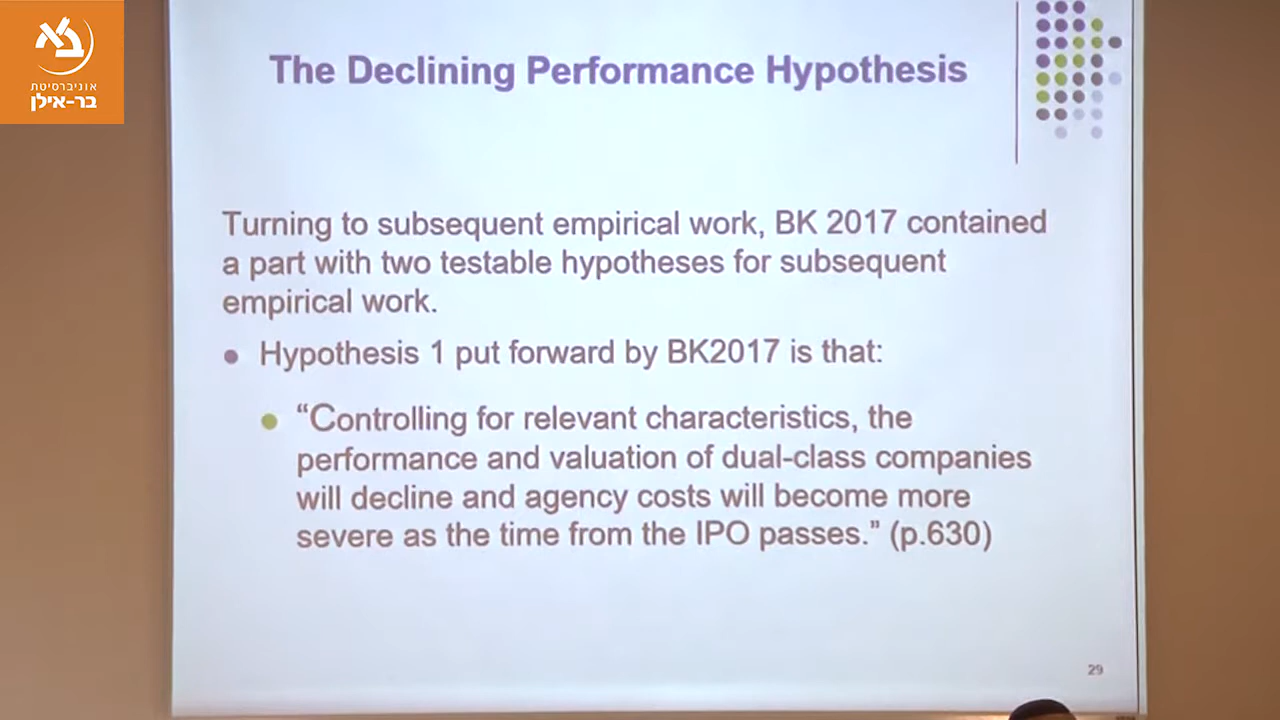 אוניברסיטת
בר-אילן
The Declining Performance Hypothesis
Turning to subsequent empirical work, BK 2017 contained
a part with two testable hypotheses for subsequent
empirical work.
Hypothesis 1 put forward by BK2017 is that:
“Controlling for relevant characteristics, the
performance and valuation of dual-class companies
will decline and agency costs will become more
severe as the time from the IPO passes.” (p.630)
29